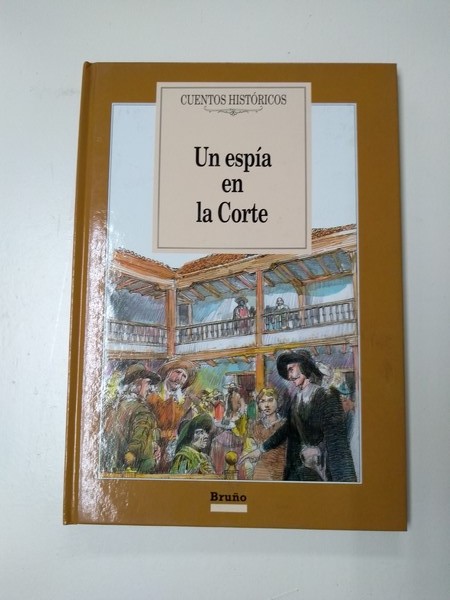 CUENTOS HISTÓRICOS
Un espía
en
la Corte
Bruño